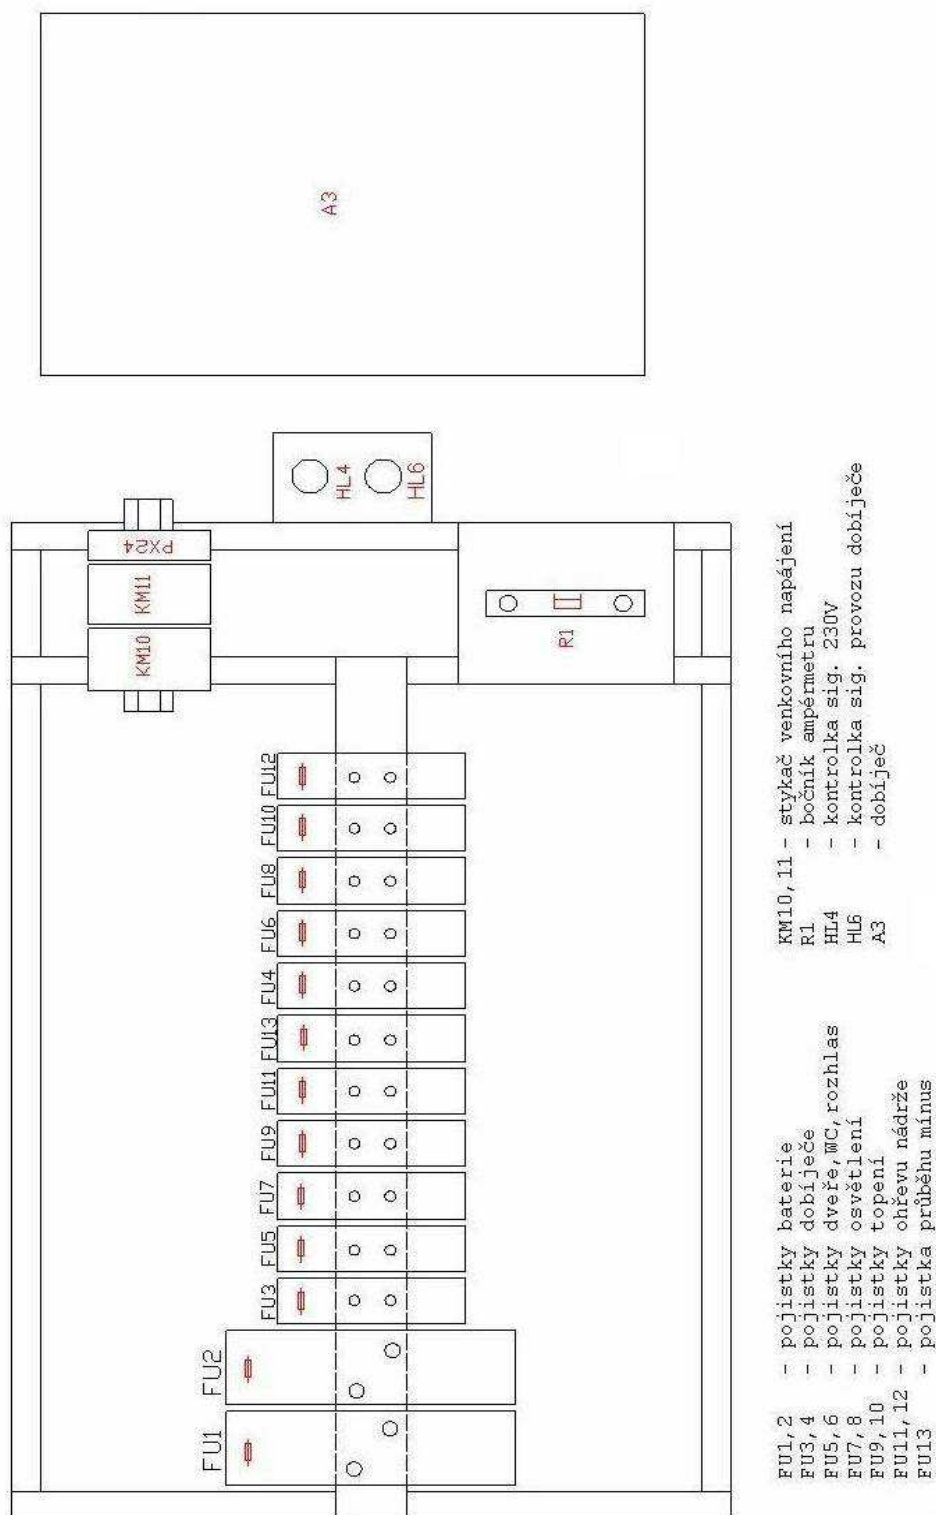 A3
HL4
HL6
PX24
KM11
KM10
R1
FU1
FU2
FU3
FU5
FU7
FU9
FU11
FU13
FU4
FU6
FU8
FU10
FU12
FU1,2 - pojistky baterie
FU3,4 - pojistky dobíječe
FU5,6 - pojistky dveře,WC,rozhlas
FU7,8 - pojistky osvětlení
FU9,10 - pojistky topení
FU11,12 - pojistky ohřevu nádrže
FU13 - pojistka průběhu mínus
KM10,11 - stykač venkovního napájení
R1 - bočník ampérmetru
HL4 - kontrolka sig. 230V
HL6 - kontrolka sig. provozu dobíječe
A3 - dobíječ